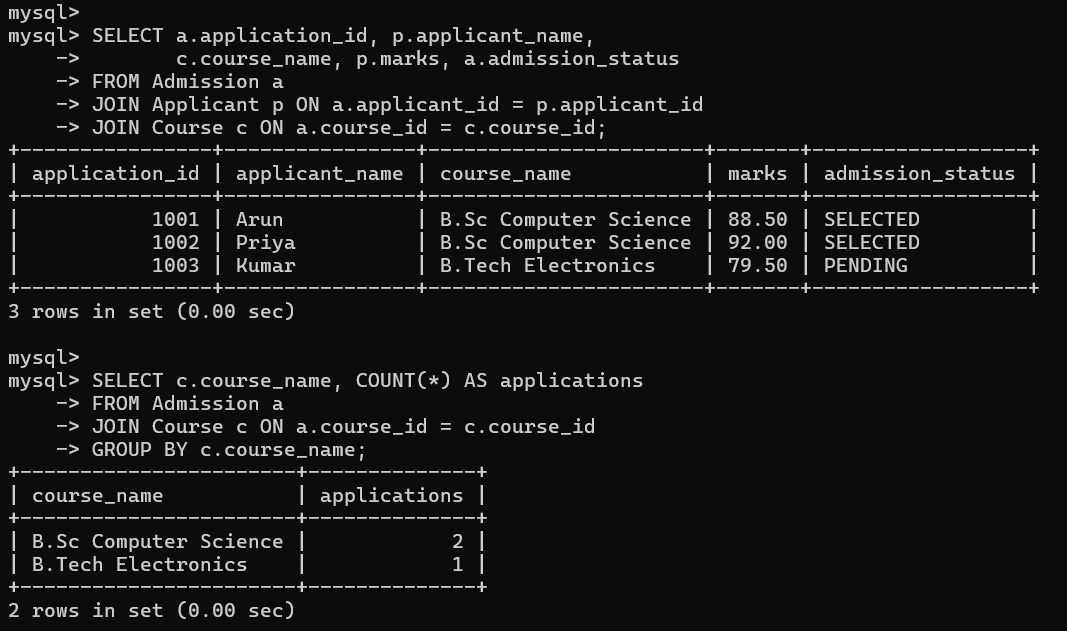 mysql>
mysql> SELECT a.application_id, p.applicant_name,
    ->        c.course_name, p.marks, a.admission_status
    -> FROM Admission a
    -> JOIN Applicant p ON a.applicant_id = p.applicant_id
    -> JOIN Course c ON a.course_id = c.course_id;
+----------------+----------------+-----------------------+-------+------------------+
| application_id | applicant_name | course_name           | marks | admission_status |
+----------------+----------------+-----------------------+-------+------------------+
|           1001 | Arun           | B.Sc Computer Science | 88.50 | SELECTED         |
|           1002 | Priya          | B.Sc Computer Science | 92.00 | SELECTED         |
|           1003 | Kumar          | B.Tech Electronics    | 79.50 | PENDING          |
+----------------+----------------+-----------------------+-------+------------------+
3 rows in set (0.00 sec)

mysql>
mysql> SELECT c.course_name, COUNT(*) AS applications
    -> FROM Admission a
    -> JOIN Course c ON a.course_id = c.course_id
    -> GROUP BY c.course_name;
+-----------------------+--------------+
| course_name           | applications |
+-----------------------+--------------+
| B.Sc Computer Science |            2 |
| B.Tech Electronics    |            1 |
+-----------------------+--------------+
2 rows in set (0.00 sec)